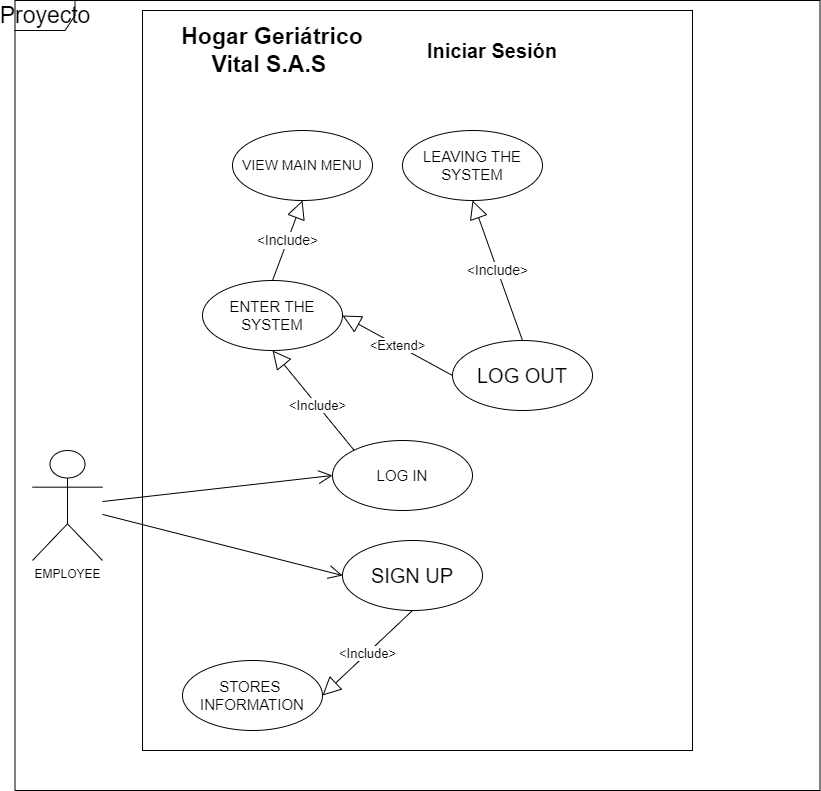 Proyecto
Hogar Geriátrico
Vital S.A.S
Iniciar Sesión
VIEW MAIN MENU
LEAVING THE
SYSTEM
<Include>
<Include>
ENTER THE
SYSTEM
<Extend>
LOG OUT
<Include>
LOG IN
EMPLOYEE
SIGN UP
<Include>
STORES
INFORMATION